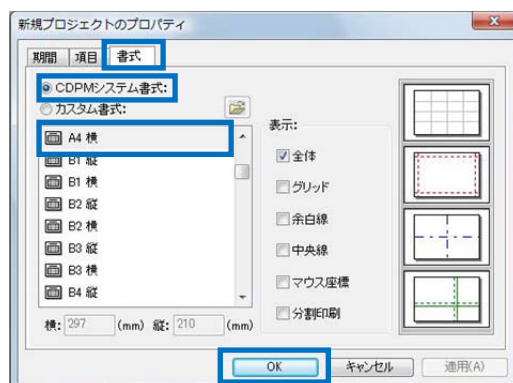 新規プロジェクトのプロパティ
期間 項目 書式
CDPMシステム書式:
カスタム書式:
A4 横
B1 縦
B1 横
B2 縦
B2 横
B3 縦
B3 横
B4 縦
横: 297 (mm) 縦: 210 (mm)
表示:
全体
グリッド
余白線
中央線
マウス座標
分割印刷
OK キャンセル 適用(A)